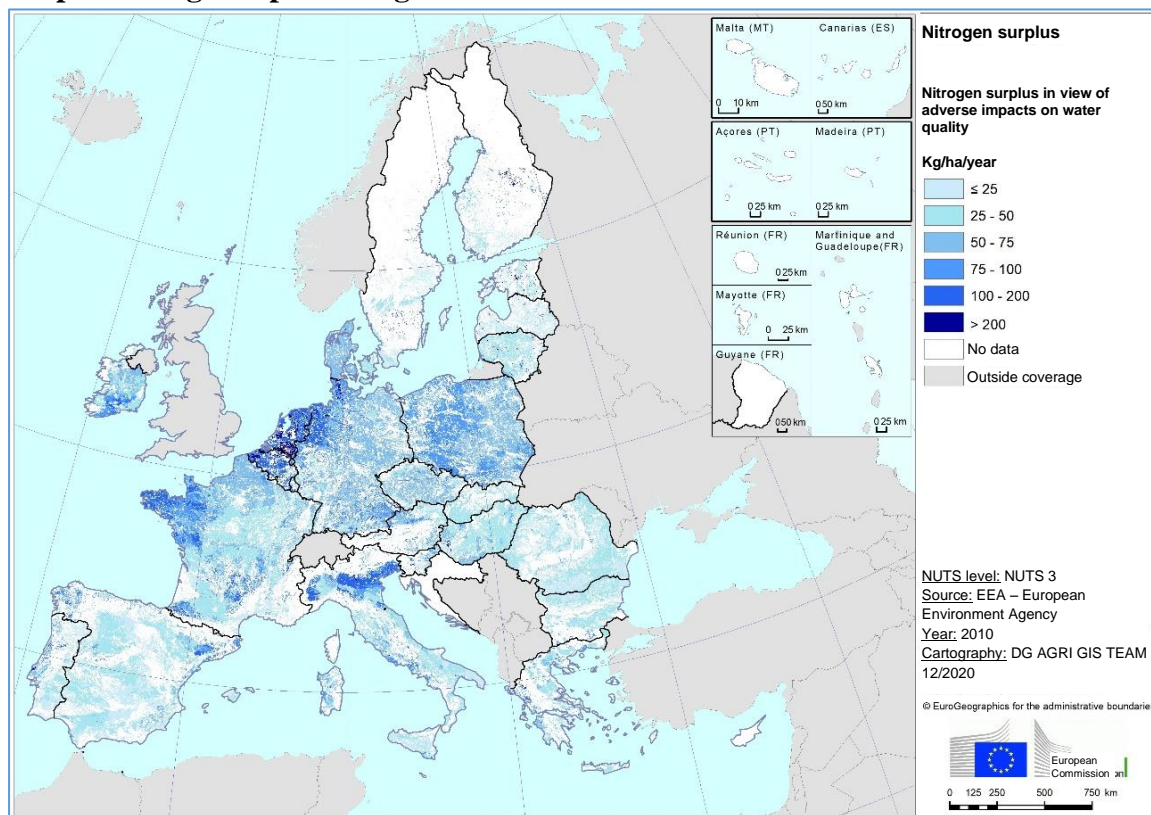 Malta (MT)
Canarias (ES)
0 10 km
0 50 km
Açores (PT)
Madeira (PT)
0 25 km
0 25 km
Réunion (FR)
0 25 km
Martinique and
Guadeloupe(FR)
Mayotte (FR)
0 25 km
Guyane (FR)
0 50 km
0 25 km
Nitrogen surplus
Nitrogen surplus in view of
adverse impacts on water
quality
Kg/ha/year
≤ 25
25 - 50
50 - 75
75 - 100
100 - 200
> 200
No data
Outside coverage
NUTS level: NUTS 3
Source: EEA – European
Environment Agency
Year: 2010
Cartography: DG AGRI GIS TEAM
12/2020
© EuroGeographics for the administrative boundarie
European
Commission
0 125 250 500 750 km